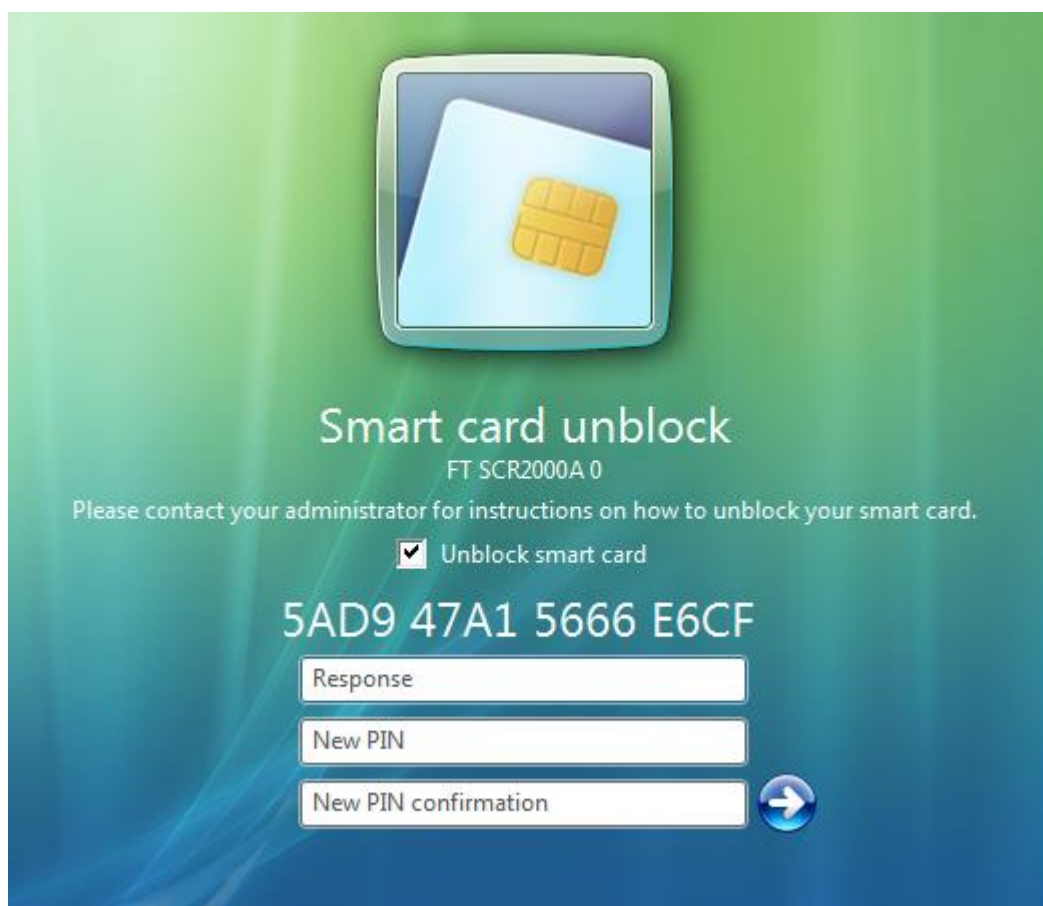 Smart card unblock
FT SCR2000A 0
Please contact your administrator for instructions on how to unblock your smart card.
Unblock smart card
5AD9 47A1 5666 E6CF
Response
New PIN
New PIN confirmation